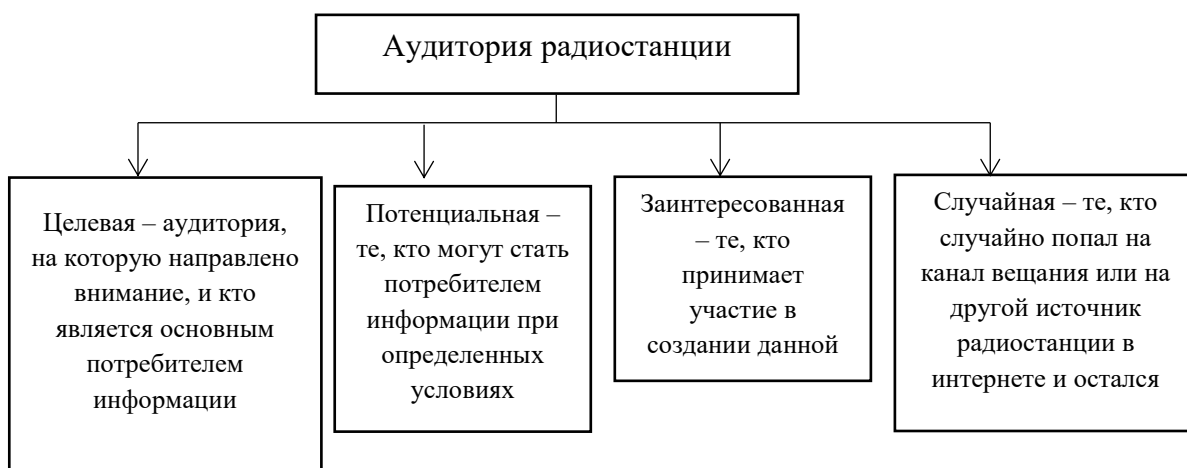 Аудитория радиостанции
Целевая – аудитория,
на которую направлено
внимание, и кто
является основным
потребителем
информации
Потенциальная –
те, кто могут стать
потребителем
информации при
определенных
условиях
Заинтересованная
– те, кто
принимает
участие в
создании данной
Случайная – те, кто
случайно попал на
канал вещания или на
другой источник
радиостанции в
интернете и остался